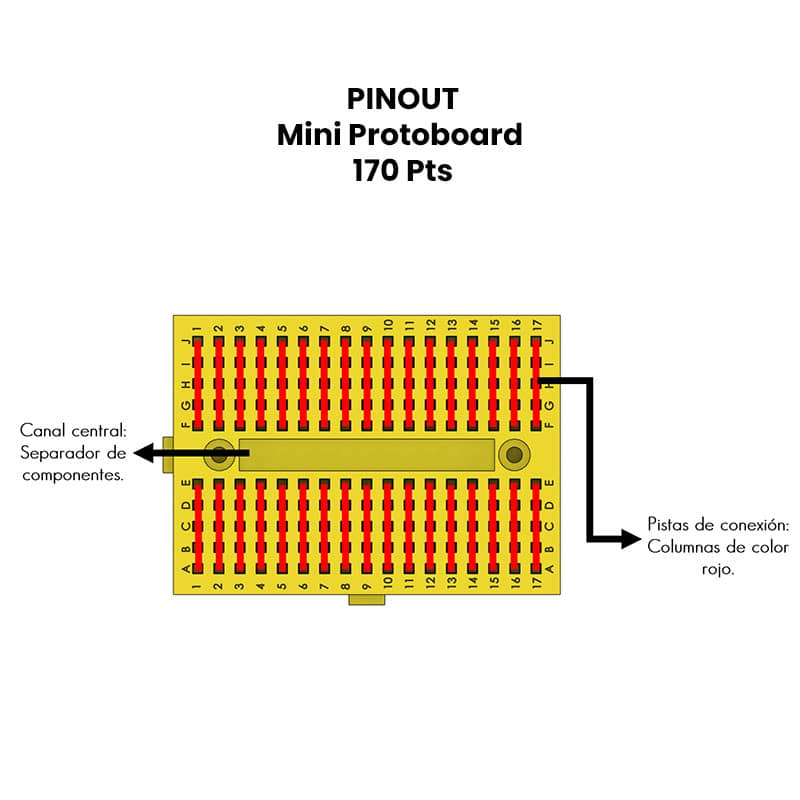 PINOUT
Mini Protoboard
170 Pts
1 2 3 4 5 6 7 8 9 10 11 12 13 14 15 16 17
J J
I I
H H
G G
F F
Canal central:
Separador de
componentes.
E E
D D
C C
B B
A A
1 2 3 4 5 6 7 8 9 10 11 12 13 14 15 16 17
Pistas de conexión:
Columnas de color
rojo.